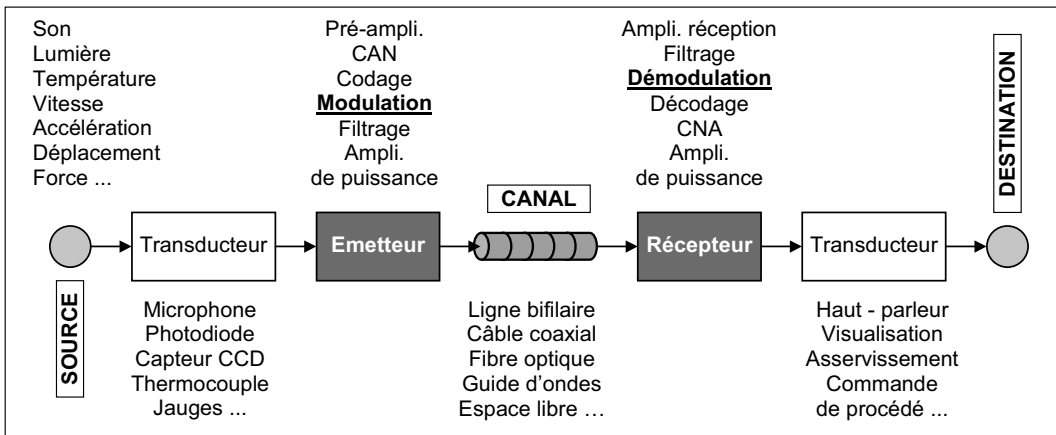 Son
Lumière
Température
Vitesse
Accélération
Déplacement
Force ...
Pré-ampli.
CAN
Codage
Modulation
Filtrage
Ampli.
de puissance
Ampli. réception
Filtrage
Démodulation
Décodage
CNA
Ampli.
de puissance
DESTINATION
CANAL
Transducteur
Emetteur
Récepteur
Transducteur
SOURCE
Microphone
Photodiode
Capteur CCD
Thermocouple
Jauges ...
Ligne bifilaire
Câble coaxial
Fibre optique
Guide d'ondes
Espace libre …
Haut - parleur
Visualisation
Asservissement
Commande
de procédé ...